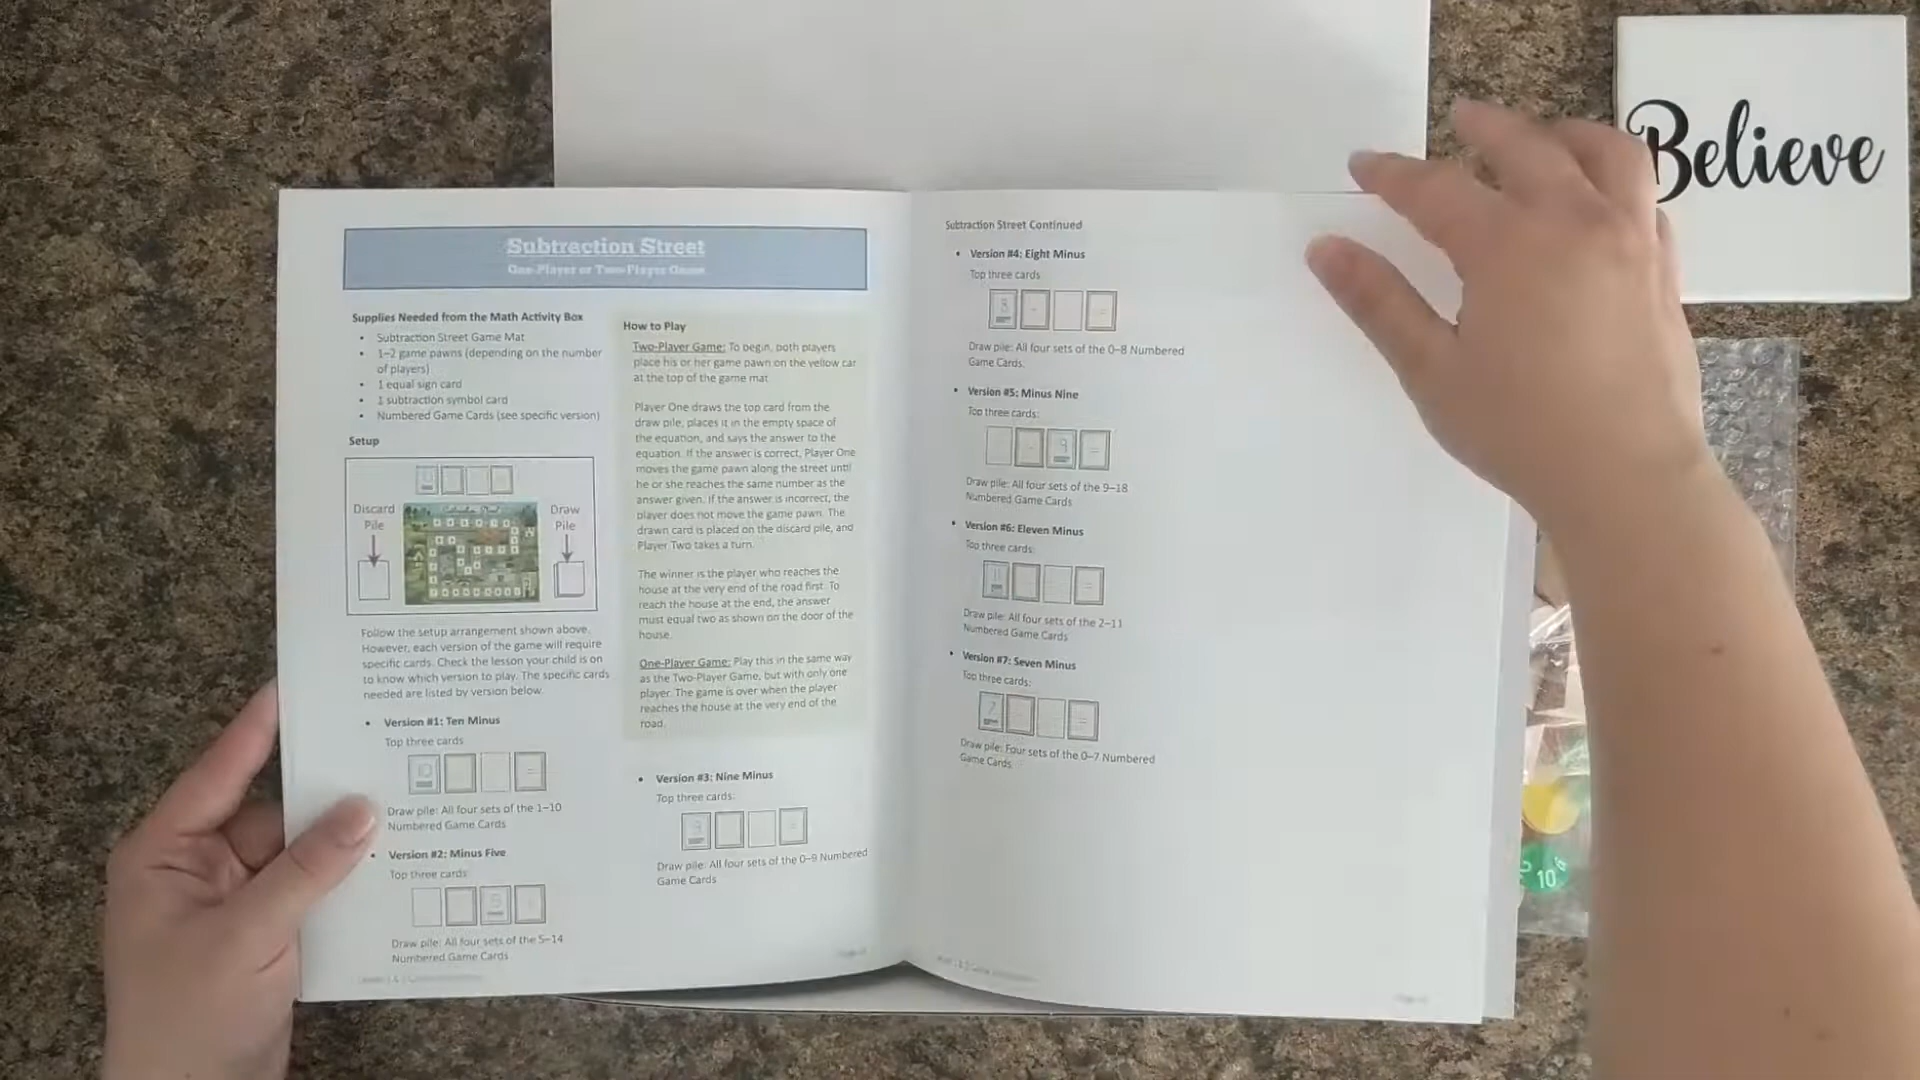 Believe
Subtraction Street
One-Player or Two-Player Game
Supplies Needed from the Math Activity Box
• Subtraction Street Game Mat
• 1–2 game pawns (depending on the number
of players)
• 1 equal sign card
• 1 subtraction symbol card
• Numbered Game Cards (see specific version)
Setup
Discard
Pile
Draw
Pile
Follow the setup arrangement shown above.
However, each version of the game will require
specific cards. Check the lesson your child is on
to know which version to play. The specific cards
needed are listed by version below.
• Version #1: Ten Minus
Top three cards
10 =
Draw pile: All four sets of the 1–10
Numbered Game Cards
• Version #2: Minus Five
Top three cards
5
Draw pile: All four sets of the 5–14
Numbered Game Cards
How to Play
Two-Player Game: To begin, both players
place his or her game pawn on the yellow car
at the top of the game mat.
Player One draws the top card from the
draw pile, places it in the empty space of
the equation, and says the answer to the
equation. If the answer is correct, Player One
moves the game pawn along the street until
he or she reaches the same number as the
answer given. If the answer is incorrect, the
player does not move the game pawn. The
drawn card is placed on the discard pile, and
Player Two takes a turn.
The winner is the player who reaches the
house at the very end of the road first. To
reach the house at the end, the answer
must equal two as shown on the door of the
house.
One-Player Game: Play this in the same way
as the Two-Player Game, but with only one
player. The game is over when the player
reaches the house at the very end of the
road.
• Version #3: Nine Minus
Top three cards:
9 =
Draw pile: All four sets of the 0–9 Numbered
Game Cards
Subtraction Street Continued
• Version #4: Eight Minus
Top three cards
8 - =
Draw pile: All four sets of the 0–8 Numbered
Game Cards.
• Version #5: Minus Nine
Top three cards:
- 9 =
Draw pile: All four sets of the 9–18
Numbered Game Cards
• Version #6: Eleven Minus
Top three cards:
11 =
Draw pile: All four sets of the 2–11
Numbered Game Cards
• Version #7: Seven Minus
Top three cards:
7 =
Draw pile: Four sets of the 0–7 Numbered
Game Cards
10